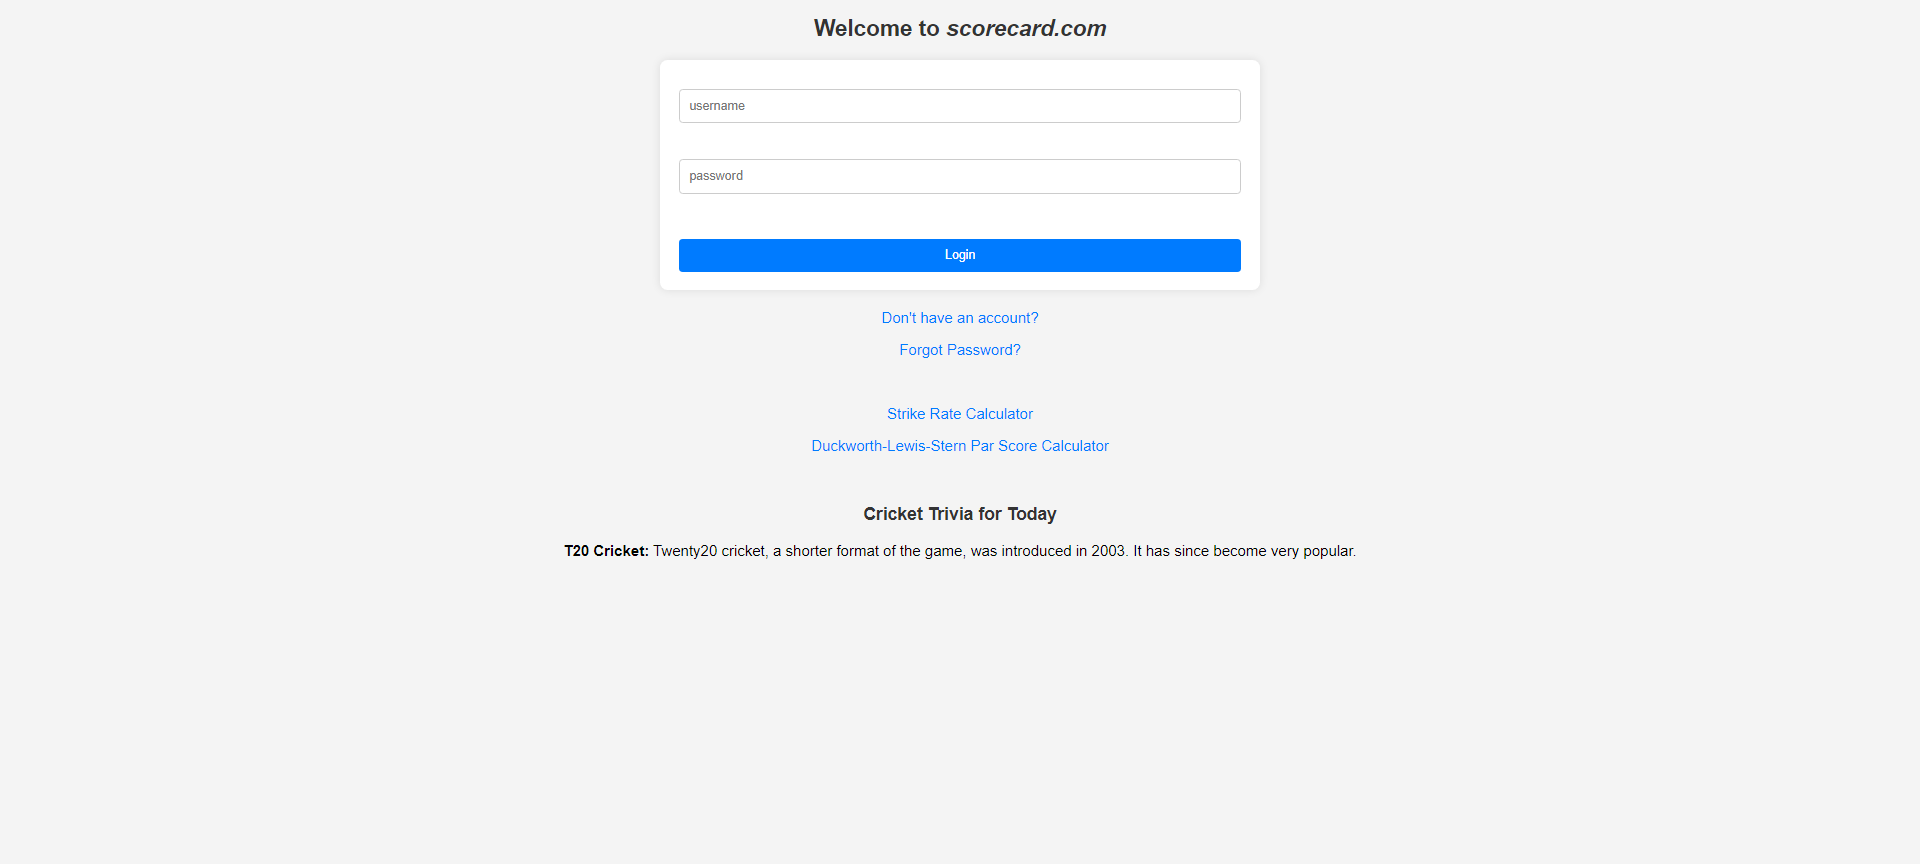 Welcome to scorecard.com
username
password
Login
Don't have an account?
Forgot Password?
Strike Rate Calculator
Duckworth-Lewis-Stern Par Score Calculator
Cricket Trivia for Today
T20 Cricket: Twenty20 cricket, a shorter format of the game, was introduced in 2003. It has since become very popular.